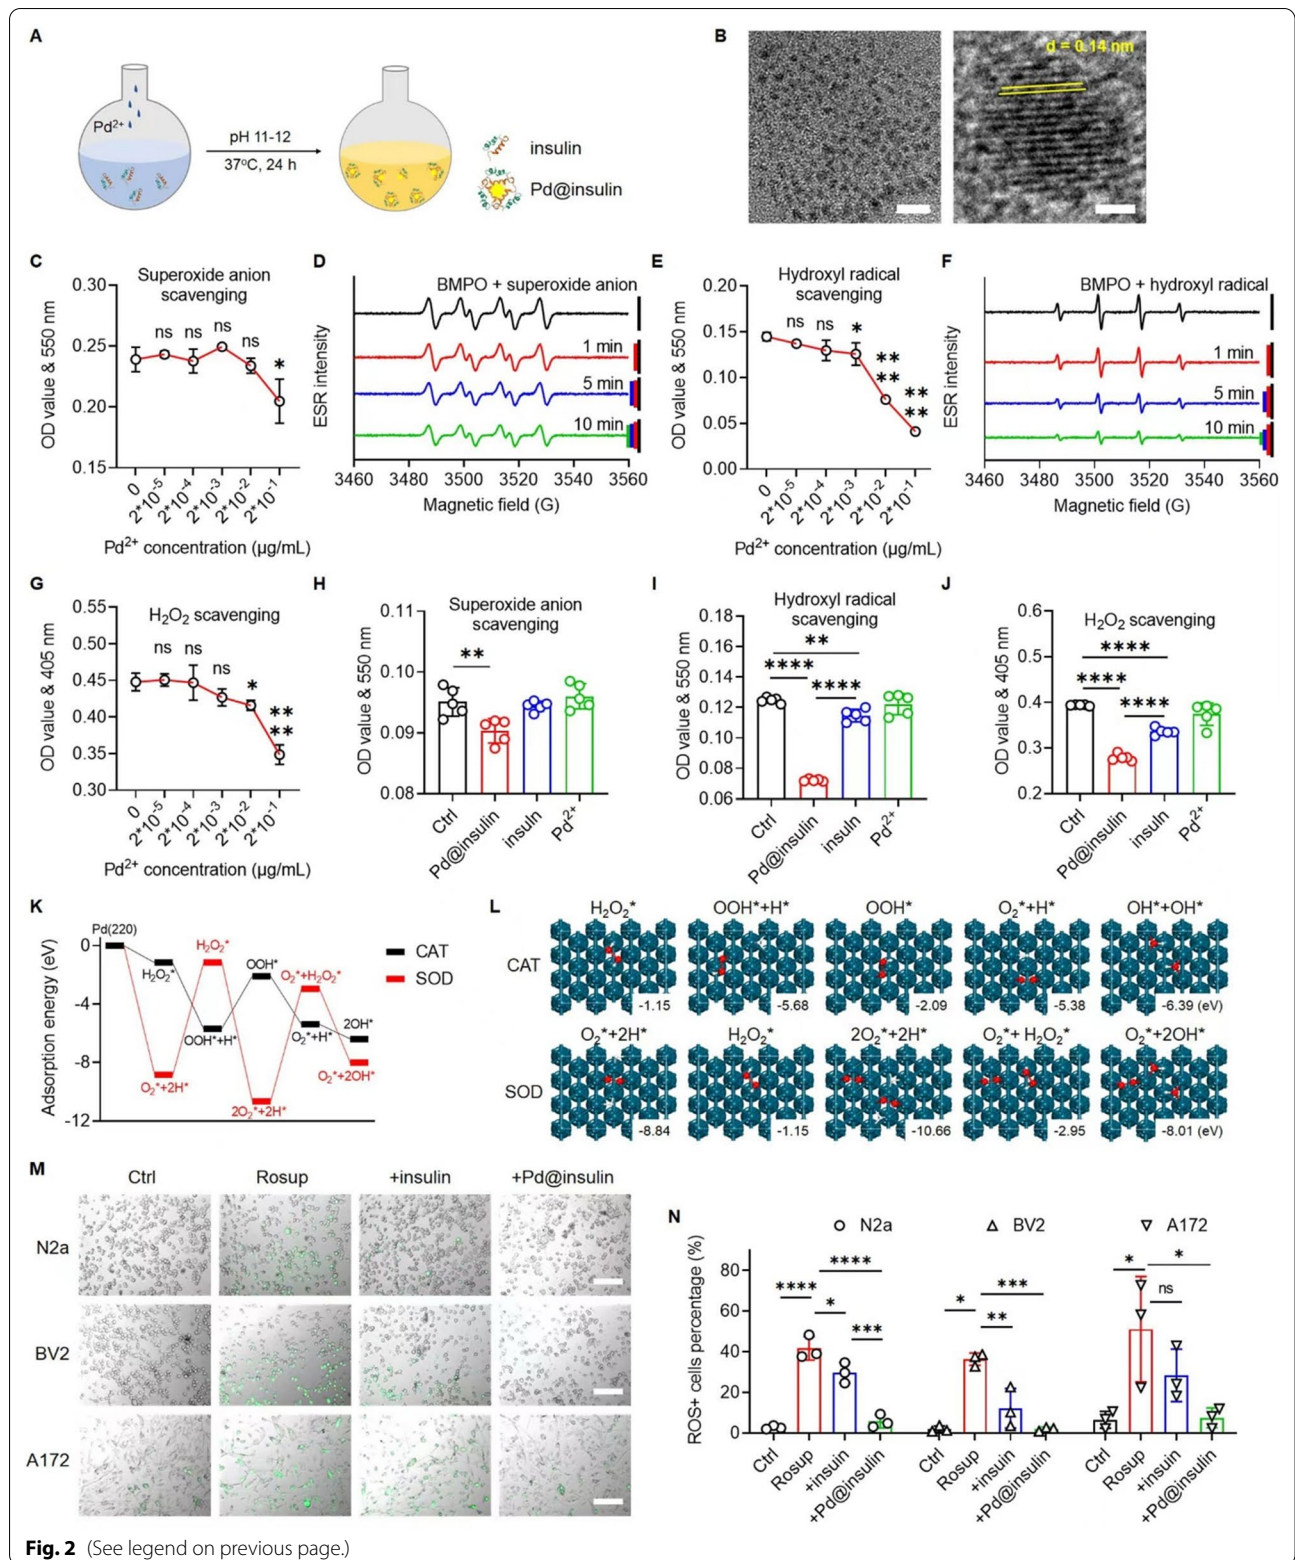 A
Pd²⁺
pH 11-12
37°C, 24 h
insulin
Pd@insulin
B
d = 0.14 nm
C
Superoxide anion
scavenging
OD value & 550 nm
0.30
0.25
0.20
0.15
ns
ns
ns
ns
*
0
2*10⁻⁵
2*10⁻⁴
2*10⁻³
2*10⁻²
2*10⁻¹
Pd²⁺ concentration (µg/mL)
D
BMPO + superoxide anion
1 min
5 min
10 min
ESR intensity
3460 3480 3500 3520 3540 3560
Magnetic field (G)
E
Hydroxyl radical
scavenging
OD value & 550 nm
0.20
0.15
0.10
0.05
0.00
ns
ns
*
**
**
**
**
0
2*10⁻⁵
2*10⁻⁴
2*10⁻³
2*10⁻²
2*10⁻¹
Pd²⁺ concentration (µg/mL)
F
BMPO + hydroxyl radical
1 min
5 min
10 min
ESR intensity
3460 3480 3500 3520 3540 3560
Magnetic field (G)
G
H₂O₂ scavenging
OD value & 405 nm
0.55
0.50
0.45
0.40
0.35
0.30
ns
ns
ns
*
**
**
0
2*10⁻⁵
2*10⁻⁴
2*10⁻³
2*10⁻²
2*10⁻¹
Pd²⁺ concentration (µg/mL)
H
Superoxide anion
scavenging
OD value & 550 nm
0.11
0.10
0.09
0.08
**
Ctrl
Pd@insulin
insulin
Pd²⁺
I
Hydroxyl radical
scavenging
OD value & 550 nm
0.18
0.16
0.14
0.12
0.10
0.08
0.06
**
****
****
Ctrl
Pd@insulin
insuln
Pd²⁺
J
H₂O₂ scavenging
OD value & 405 nm
0.6
0.5
0.4
0.3
0.2
****
****
****
Ctrl
Pd@insulin
insuln
Pd²⁺
K
Adsorption energy (eV)
0
-4
-8
-12
Pd(220)
H₂O₂*
OOH*+H*
OOH*
O₂*+H*
2OH*
O₂*+2H*
H₂O₂*
2O₂*+2H*
O₂*+H₂O₂*
O₂*+2OH*
CAT
SOD
L
H₂O₂* OOH*+H* OOH* O₂*+H* OH*+OH*
CAT
-1.15 -5.68 -2.09 -5.38 -6.39 (eV)
O₂*+2H* H₂O₂* 2O₂*+2H* O₂*+ H₂O₂* O₂*+2OH*
SOD
-8.84 -1.15 -10.66 -2.95 -8.01 (eV)
M
Ctrl Rosup +insulin +Pd@insulin
N2a
BV2
A172
N
N2a BV2 A172
ROS+ cells percentage (%)
80
60
40
20
0
****
****
*
***
*
***
**
*
*
ns
Ctrl
Rosup
+insuin
+Pd@insulin
Ctrl
Rosup
+insuin
+Pd@insulin
Ctrl
Rosup
+insuin
+Pd@insulin
Fig. 2 (See legend on previous page.)